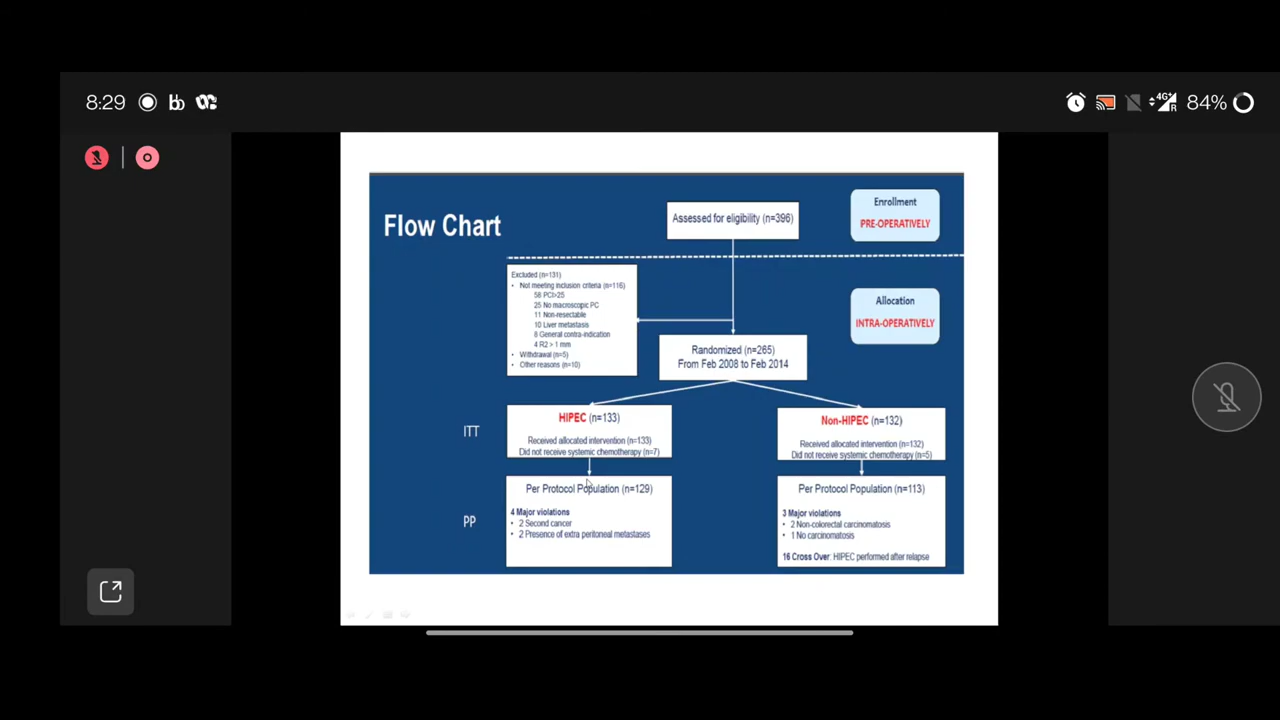 8:29
4G+
R
84%
Flow Chart
Assessed for eligibility (n=396)
Enrollment
PRE-OPERATIVELY
Excluded (n=131)
• Not meeting inclusion criteria (n=116)
56 PCI>25
25 No macroscopic PC
11 Non-resectable
10 Liver metastasis
8 General contra-indication
4 R2 > 1 mm
• Withdrawal (n=5)
• Other reasons (n=10)
Allocation
INTRA-OPERATIVELY
Randomized (n=265)
From Feb 2008 to Feb 2014
ITT
HIPEC (n=133)
Received allocated intervention (n=133)
Did not receive systemic chemotherapy (n=7)
Non-HIPEC (n=132)
Received allocated intervention (n=132)
Did not receive systemic chemotherapy (n=5)
PP
Per Protocol Population (n=129)
4 Major violations
• 2 Second cancer
• 2 Presence of extra peritoneal metastases
Per Protocol Population (n=113)
3 Major violations
• 2 Non-colorectal carcinomatosis
• 1 No carcinomatosis
16 Cross Over: HIPEC performed after relapse